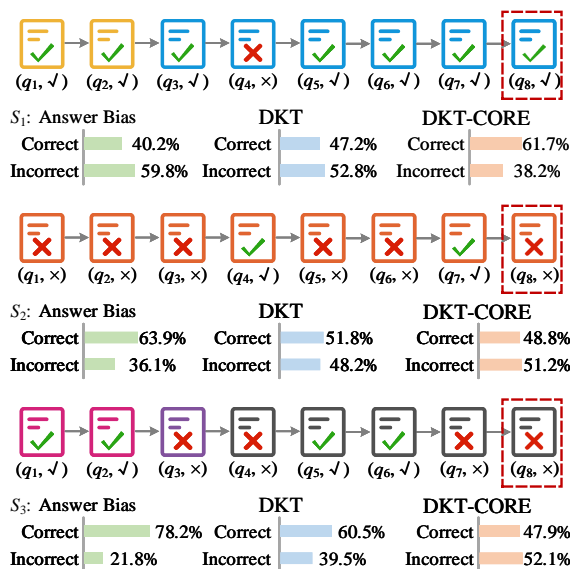 (q1, √) (q2, √) (q3, √) (q4, ×) (q5, √) (q6, √) (q7, √) (q8, √)
S1: Answer Bias DKT DKT-CORE
Correct 40.2% Correct 47.2% Correct 61.7%
Incorrect 59.8% Incorrect 52.8% Incorrect 38.2%
(q1, ×) (q2, ×) (q3, ×) (q4, √) (q5, ×) (q6, ×) (q7, √) (q8, ×)
S2: Answer Bias DKT DKT-CORE
Correct 63.9% Correct 51.8% Correct 48.8%
Incorrect 36.1% Incorrect 48.2% Incorrect 51.2%
(q1, √) (q2, √) (q3, ×) (q4, ×) (q5, √) (q6, √) (q7, ×) (q8, ×)
S3: Answer Bias DKT DKT-CORE
Correct 78.2% Correct 60.5% Correct 47.9%
Incorrect 21.8% Incorrect 39.5% Incorrect 52.1%